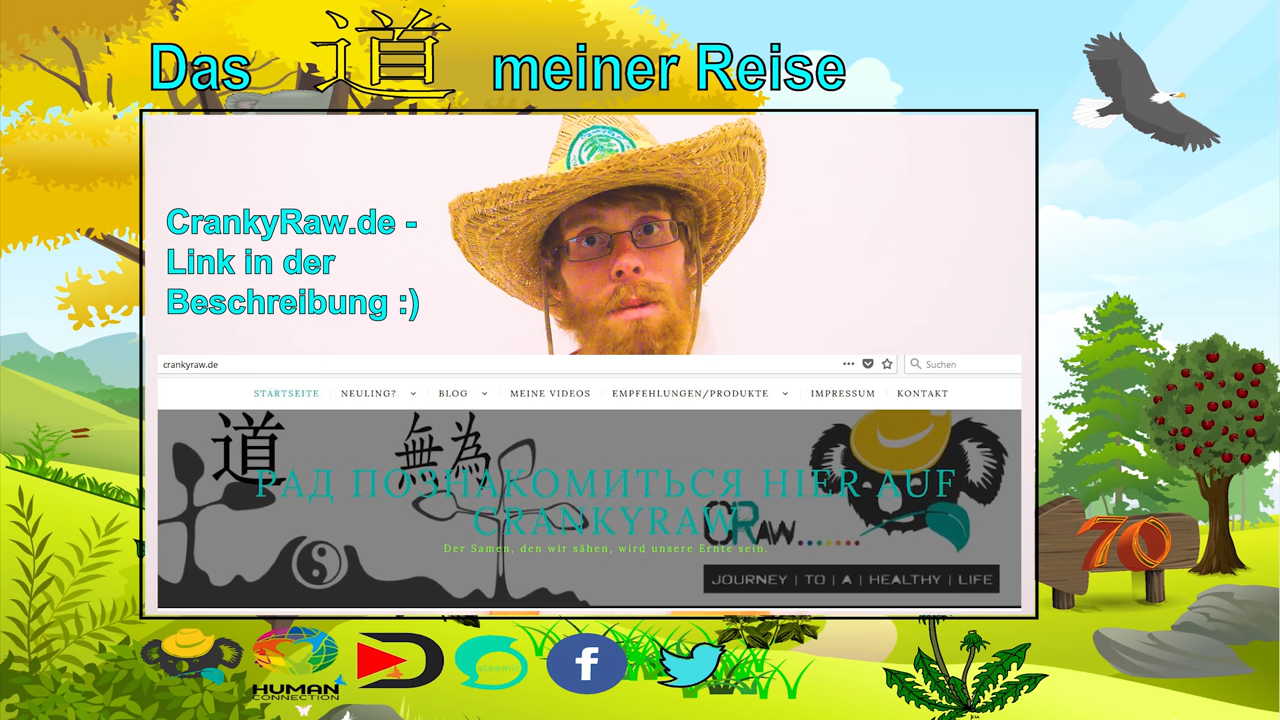 Das 道 meiner Reise
CrankyRaw.de -
Link in der
Beschreibung :)
crankyraw.de
Suchen
STARTSEITE NEULING? BLOG MEINE VIDEOS EMPFEHLUNGEN/PRODUKTE IMPRESSUM KONTAKT
道 無為
РАД ПОЗНАКОМИТЬСЯ HIER AUF
CRANKYRAW
CRAW
Der Samen, den wir sähen, wird unsere Ernte sein.
JOURNEY | TO | A | HEALTHY | LIFE
70
HUMAN
CONNECTION
steemit
f